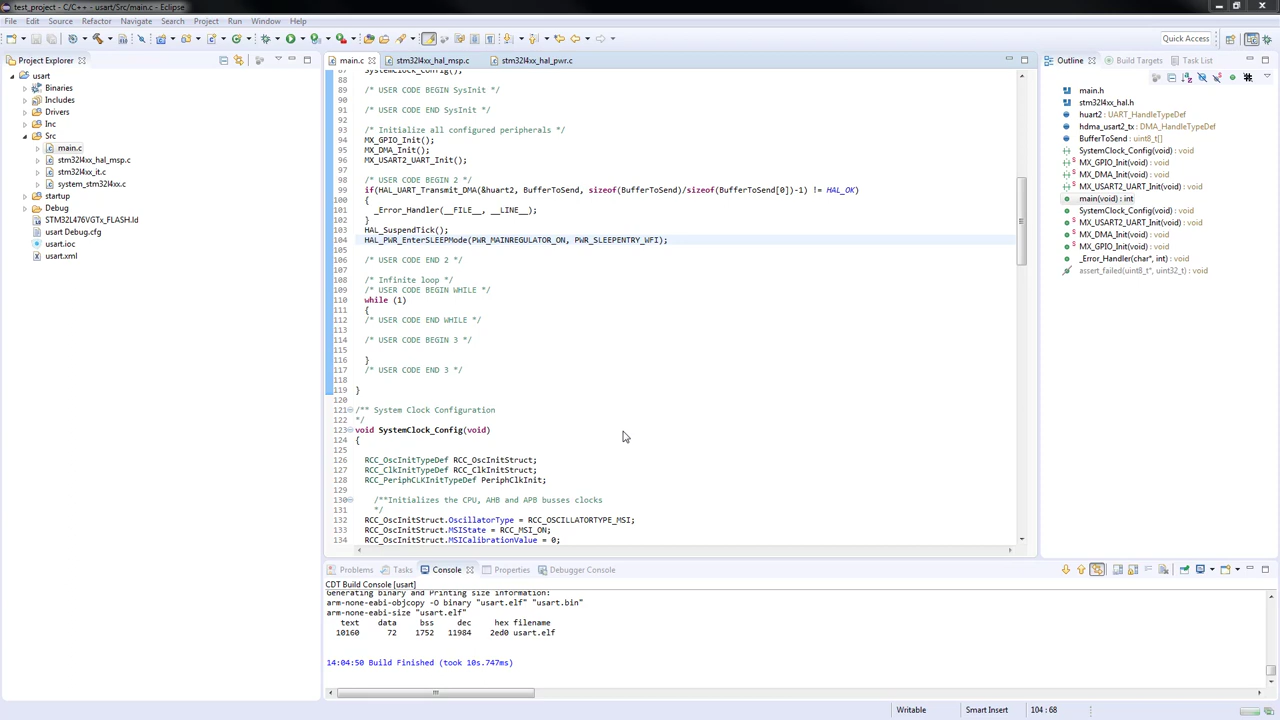 test_project - C/C++ - usart/Src/main.c - Eclipse
File Edit Source Refactor Navigate Search Project Run Window Help
Quick Access
Project Explorer
usart
Binaries
Includes
Drivers
Inc
Src
main.c
stm32l4xx_hal_msp.c
stm32l4xx_it.c
system_stm32l4xx.c
startup
Debug
STM32L476VGTx_FLASH.ld
usart Debug.cfg
usart.ioc
usart.xml
main.c stm32l4xx_hal_msp.c stm32l4xx_hal_pwr.c
87 SystemClock_Config();
88
89 /* USER CODE BEGIN SysInit */
90
91 /* USER CODE END SysInit */
92
93 /* Initialize all configured peripherals */
94 MX_GPIO_Init();
95 MX_DMA_Init();
96 MX_USART2_UART_Init();
97
98 /* USER CODE BEGIN 2 */
99 if(HAL_UART_Transmit_DMA(&huart2, BufferToSend, sizeof(BufferToSend)/sizeof(BufferToSend[0])-1) != HAL_OK)
100 {
101 _Error_Handler(__FILE__, __LINE__);
102 }
103 HAL_SuspendTick();
104 HAL_PWR_EnterSLEEPMode(PWR_MAINREGULATOR_ON, PWR_SLEEPENTRY_WFI);
105
106 /* USER CODE END 2 */
107
108 /* Infinite loop */
109 /* USER CODE BEGIN WHILE */
110 while (1)
111 {
112 /* USER CODE END WHILE */
113
114 /* USER CODE BEGIN 3 */
115
116 }
117 /* USER CODE END 3 */
118
119 }
120
121 /** System Clock Configuration
122 */
123 void SystemClock_Config(void)
124 {
125
126 RCC_OscInitTypeDef RCC_OscInitStruct;
127 RCC_ClkInitTypeDef RCC_ClkInitStruct;
128 RCC_PeriphCLKInitTypeDef PeriphClkInit;
129
130 /**Initializes the CPU, AHB and APB busses clocks
131 */
132 RCC_OscInitStruct.OscillatorType = RCC_OSCILLATORTYPE_MSI;
133 RCC_OscInitStruct.MSIState = RCC_MSI_ON;
134 RCC_OscInitStruct.MSICalibrationValue = 0;
Outline Build Targets Task List
main.h
stm32l4xx_hal.h
huart2 : UART_HandleTypeDef
hdma_usart2_tx : DMA_HandleTypeDef
BufferToSend : uint8_t[]
SystemClock_Config(void) : void
MX_GPIO_Init(void) : void
MX_DMA_Init(void) : void
MX_USART2_UART_Init(void) : void
main(void) : int
SystemClock_Config(void) : void
MX_USART2_UART_Init(void) : void
MX_DMA_Init(void) : void
MX_GPIO_Init(void) : void
_Error_Handler(char*, int) : void
assert_failed(uint8_t*, uint32_t) : void
Problems Tasks Console Properties Debugger Console
CDT Build Console [usart]
Generating binary and Printing size information:
arm-none-eabi-objcopy -O binary "usart.elf" "usart.bin"
arm-none-eabi-size "usart.elf"
text data bss dec hex filename
10160 72 1752 11984 2ed0 usart.elf
14:04:50 Build Finished (took 10s.747ms)
Writable Smart Insert 104 : 68